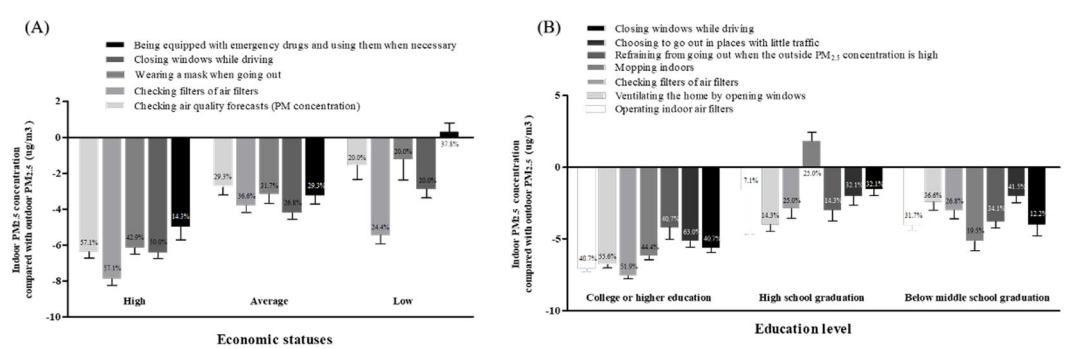 (A)
Being equipped with emergency drugs and using them when necessary
Closing windows while driving
Wearing a mask when going out
Checking filters of air filters
Checking air quality forecasts (PM concentration)
Indoor PM2.5 concentration
compared with outdoor PM2.5 (ug/m3)
2
0
-2
-4
-6
-8
-10
57.1%
57.1%
42.9%
50.0%
14.3%
29.3%
36.6%
31.7%
26.8%
29.3%
20.0%
24.4%
20.0%
20.0%
37.8%
High
Average
Low
Economic statuses
(B)
Closing windows while driving
Choosing to go out in places with little traffic
Refraining from going out when the outside PM2.5 concentration is high
Mopping indoors
Checking filters of air filters
Ventilating the home by opening windows
Operating indoor air filters
Indoor PM2.5 concentration
compared with outdoor PM2.5 (ug/m3)
5
0
-5
-10
40.7%
55.6%
51.9%
44.4%
40.7%
63.0%
40.7%
7.1%
14.3%
25.0%
25.0%
14.3%
32.1%
32.1%
31.7%
36.6%
26.8%
19.5%
34.1%
41.5%
12.2%
College or higher education
High school graduation
Below middle school graduation
Education level